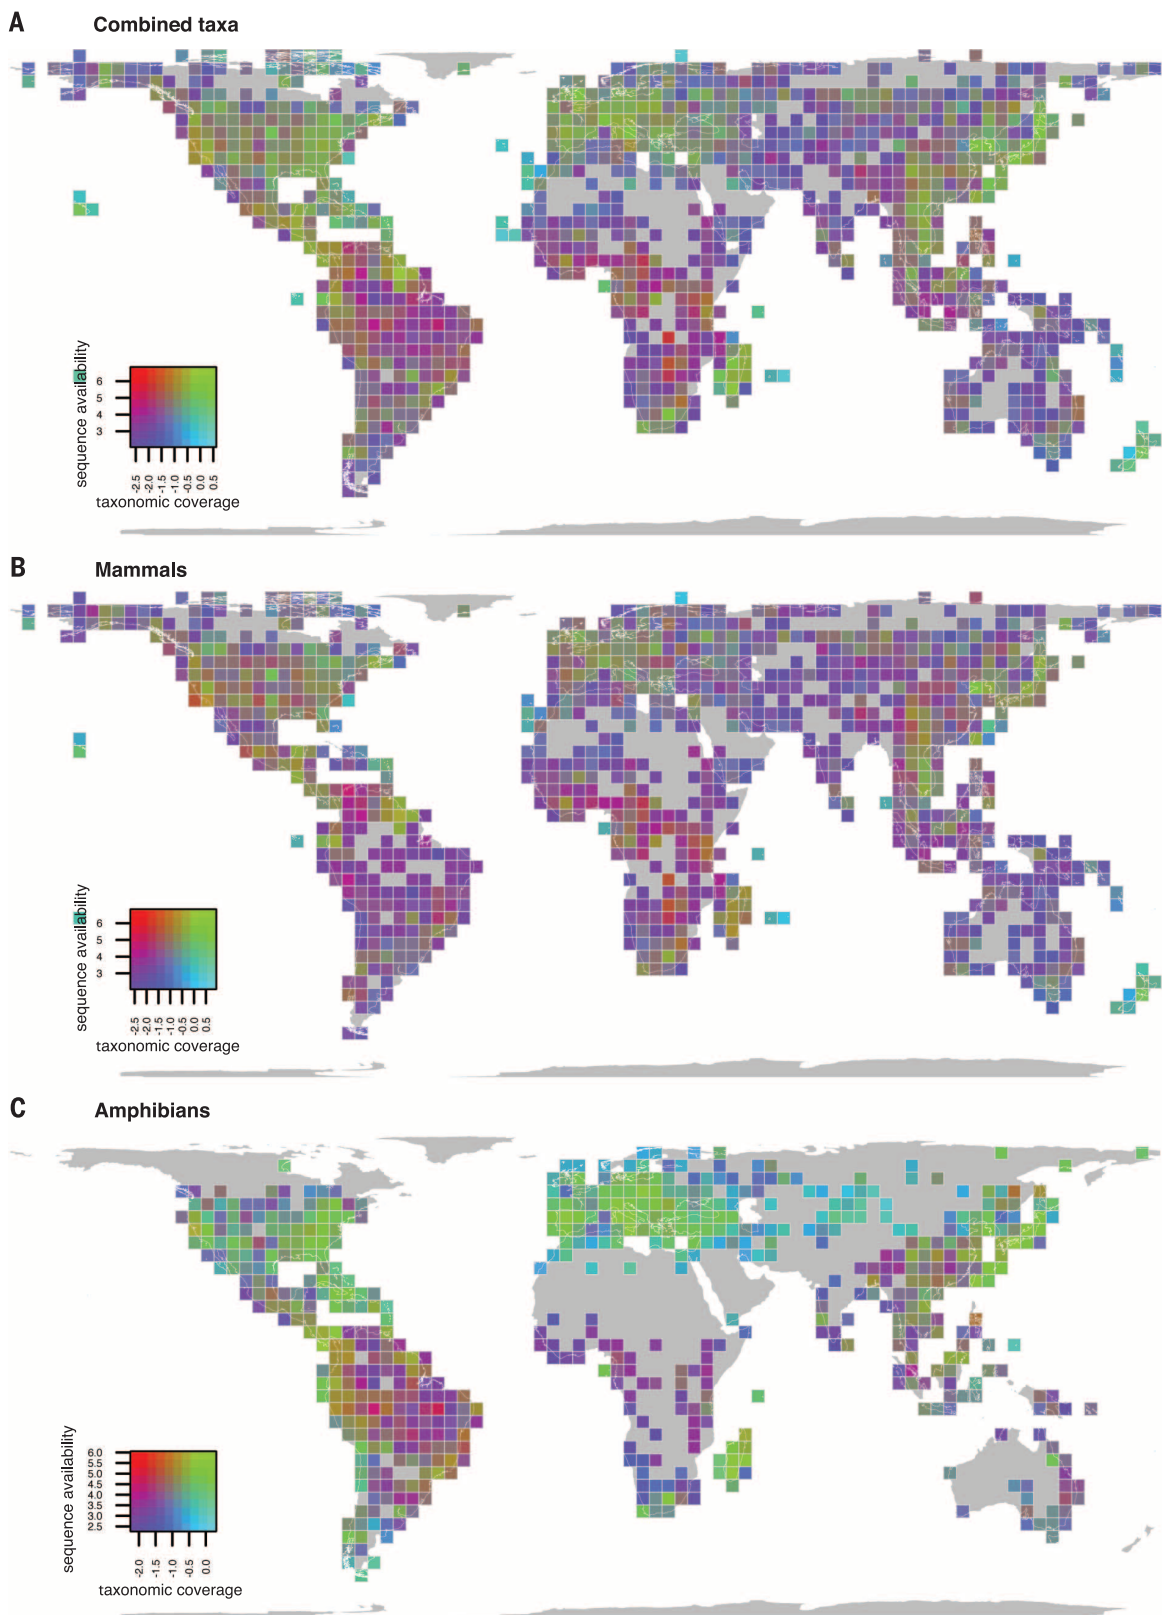 A Combined taxa
sequence availability
6
5
4
3
-2.5 -2.0 -1.5 -1.0 -0.5 0.0 0.5
taxonomic coverage
B Mammals
sequence availability
6
5
4
3
-2.5 -2.0 -1.5 -1.0 -0.5 0.0 0.5
taxonomic coverage
C Amphibians
sequence availability
6.0
5.5
5.0
4.5
4.0
3.5
3.0
2.5
-2.0 -1.5 -1.0 -0.5 0.0
taxonomic coverage